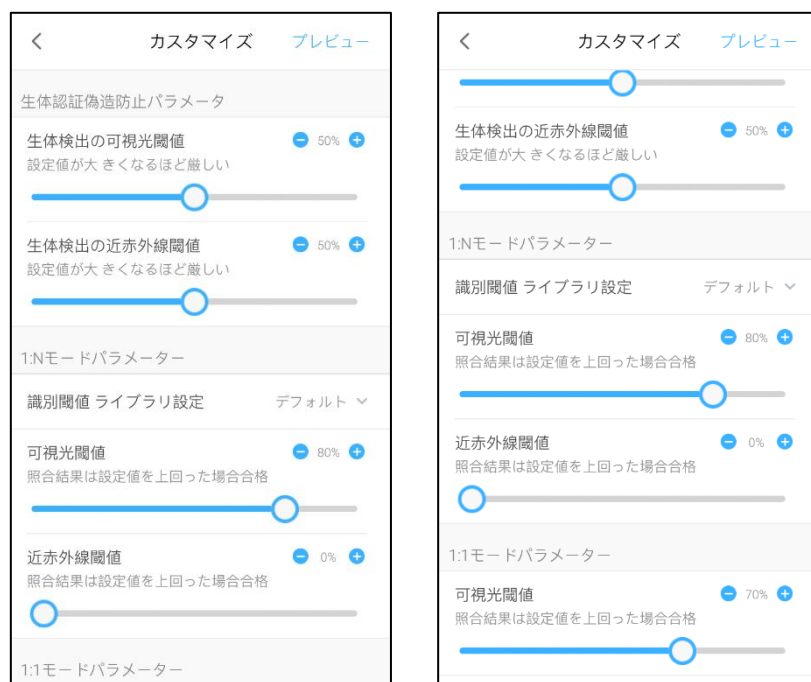 カスタマイズ プレビュー
生体認証偽造防止パラメータ
生体検出の可視光閾値 50%
設定値が大 きくなるほど厳しい
生体検出の近赤外線閾値 50%
設定値が大 きくなるほど厳しい
1:Nモードパラメーター
識別閾値 ライブラリ設定 デフォルト
可視光閾値 80%
照合結果は設定値を上回った場合合格
近赤外線閾値 0%
照合結果は設定値を上回った場合合格
1:1モードパラメーター
カスタマイズ プレビュー
生体検出の近赤外線閾値 50%
設定値が大 きくなるほど厳しい
1:Nモードパラメーター
識別閾値 ライブラリ設定 デフォルト
可視光閾値 80%
照合結果は設定値を上回った場合合格
近赤外線閾値 0%
照合結果は設定値を上回った場合合格
1:1モードパラメーター
可視光閾値 70%
照合結果は設定値を上回った場合合格